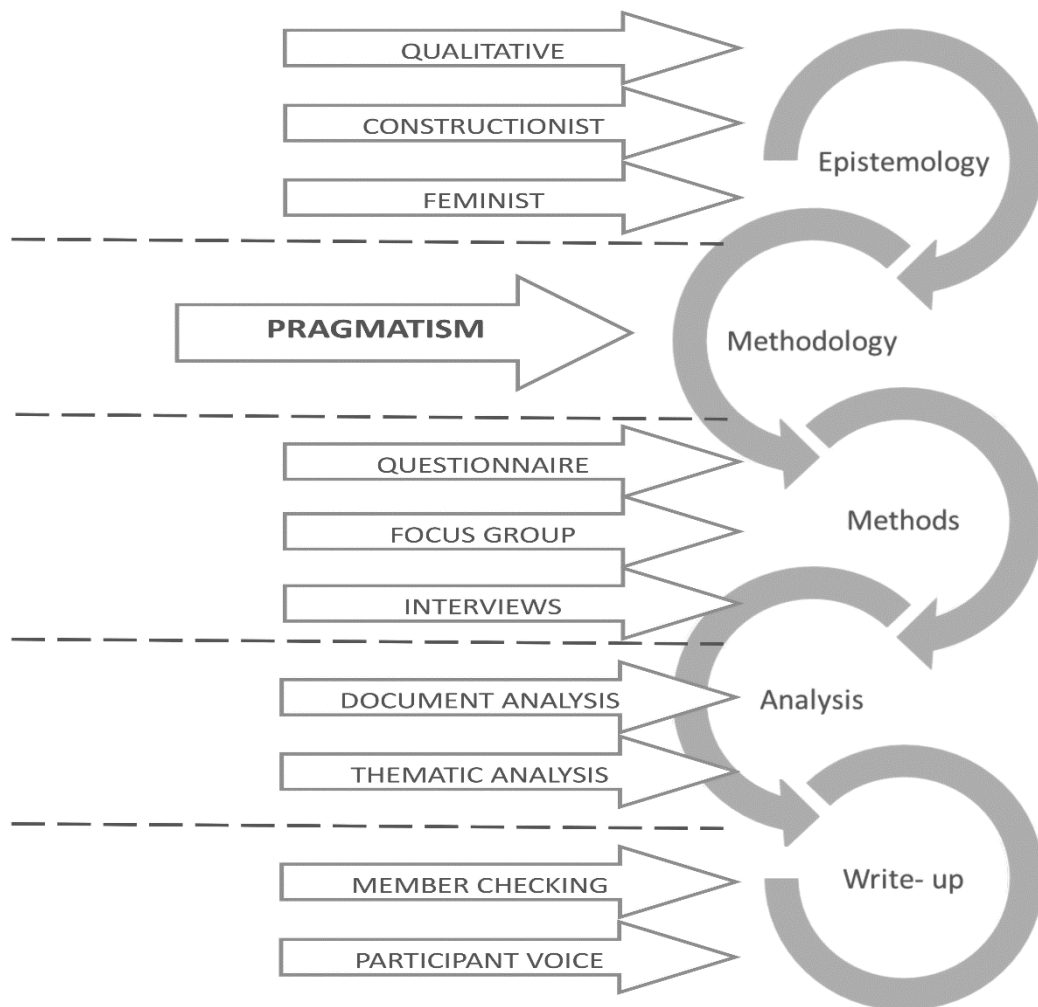 QUALITATIVE
CONSTRUCTIONIST
Epistemology
FEMINIST
PRAGMATISM
Methodology
QUESTIONNAIRE
Methods
FOCUS GROUP
INTERVIEWS
DOCUMENT ANALYSIS
Analysis
THEMATIC ANALYSIS
MEMBER CHECKING
Write- up
PARTICIPANT VOICE